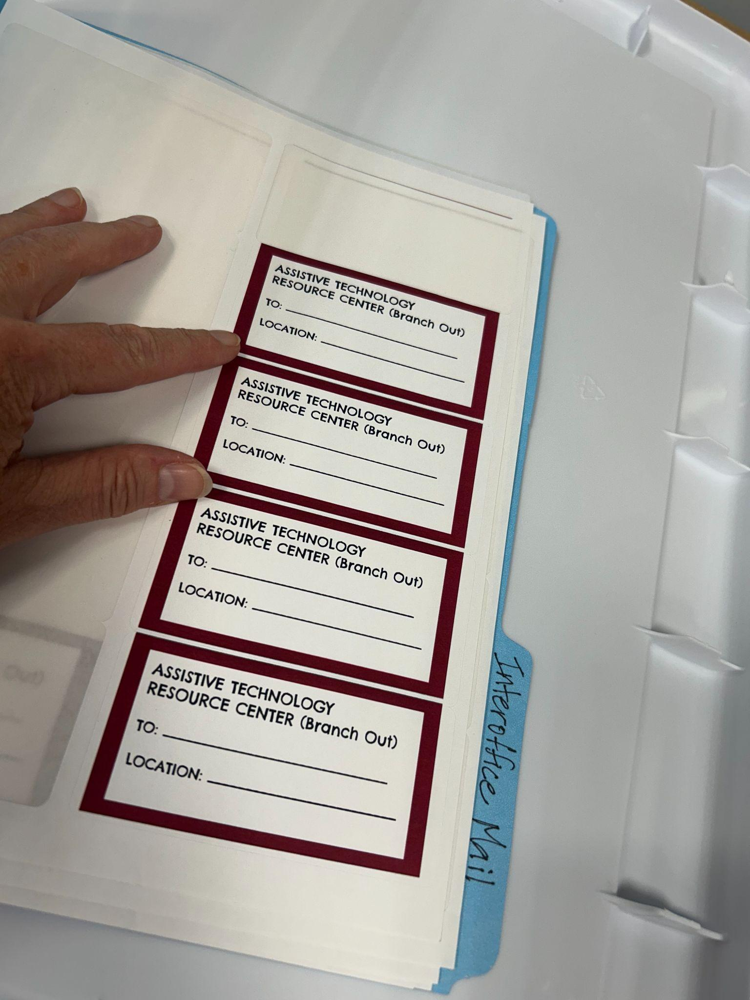 ASSISTIVE TECHNOLOGY
RESOURCE CENTER (Branch Out)
TO:
LOCATION:
ASSISTIVE TECHNOLOGY
RESOURCE CENTER (Branch Out)
TO:
LOCATION:
ASSISTIVE TECHNOLOGY
RESOURCE CENTER (Branch Out)
TO:
LOCATION:
ASSISTIVE TECHNOLOGY
RESOURCE CENTER (Branch Out)
TO:
LOCATION:
Interoffice Mail
Out)